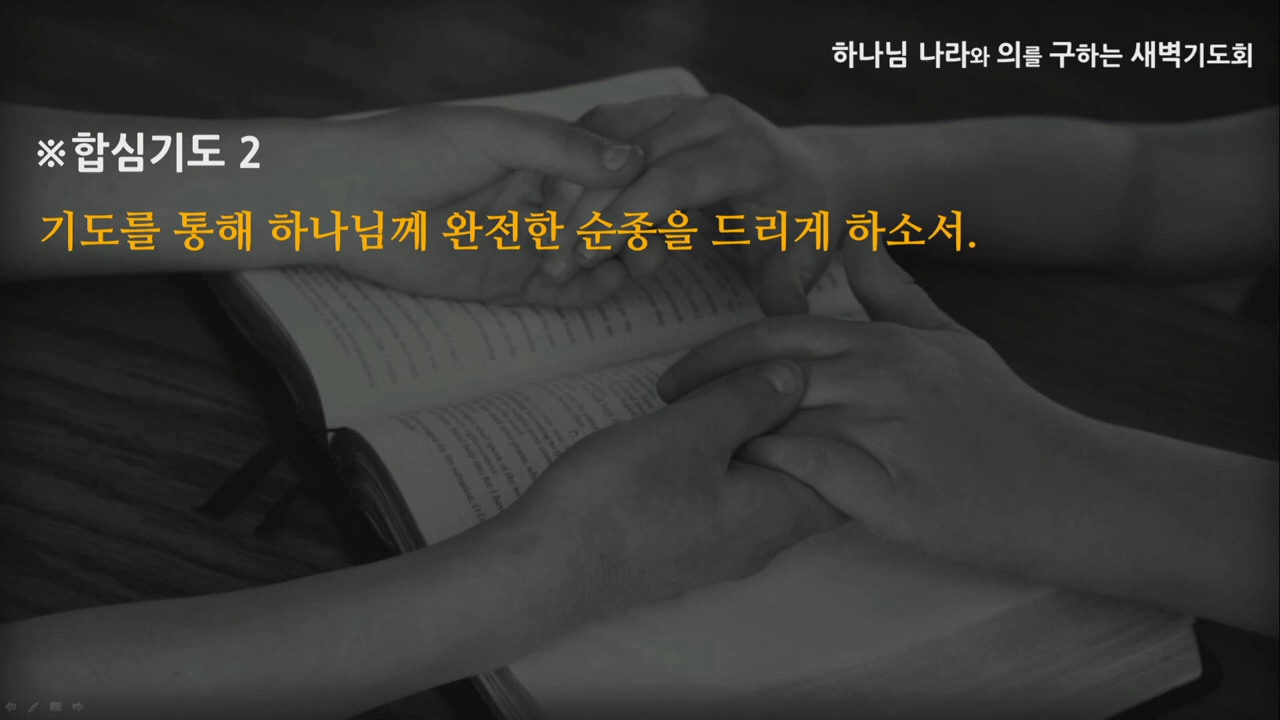 하나님 나라와 의를 구하는 새벽기도회
※합심기도 2
기도를 통해 하나님께 완전한 순종을 드리게 하소서.